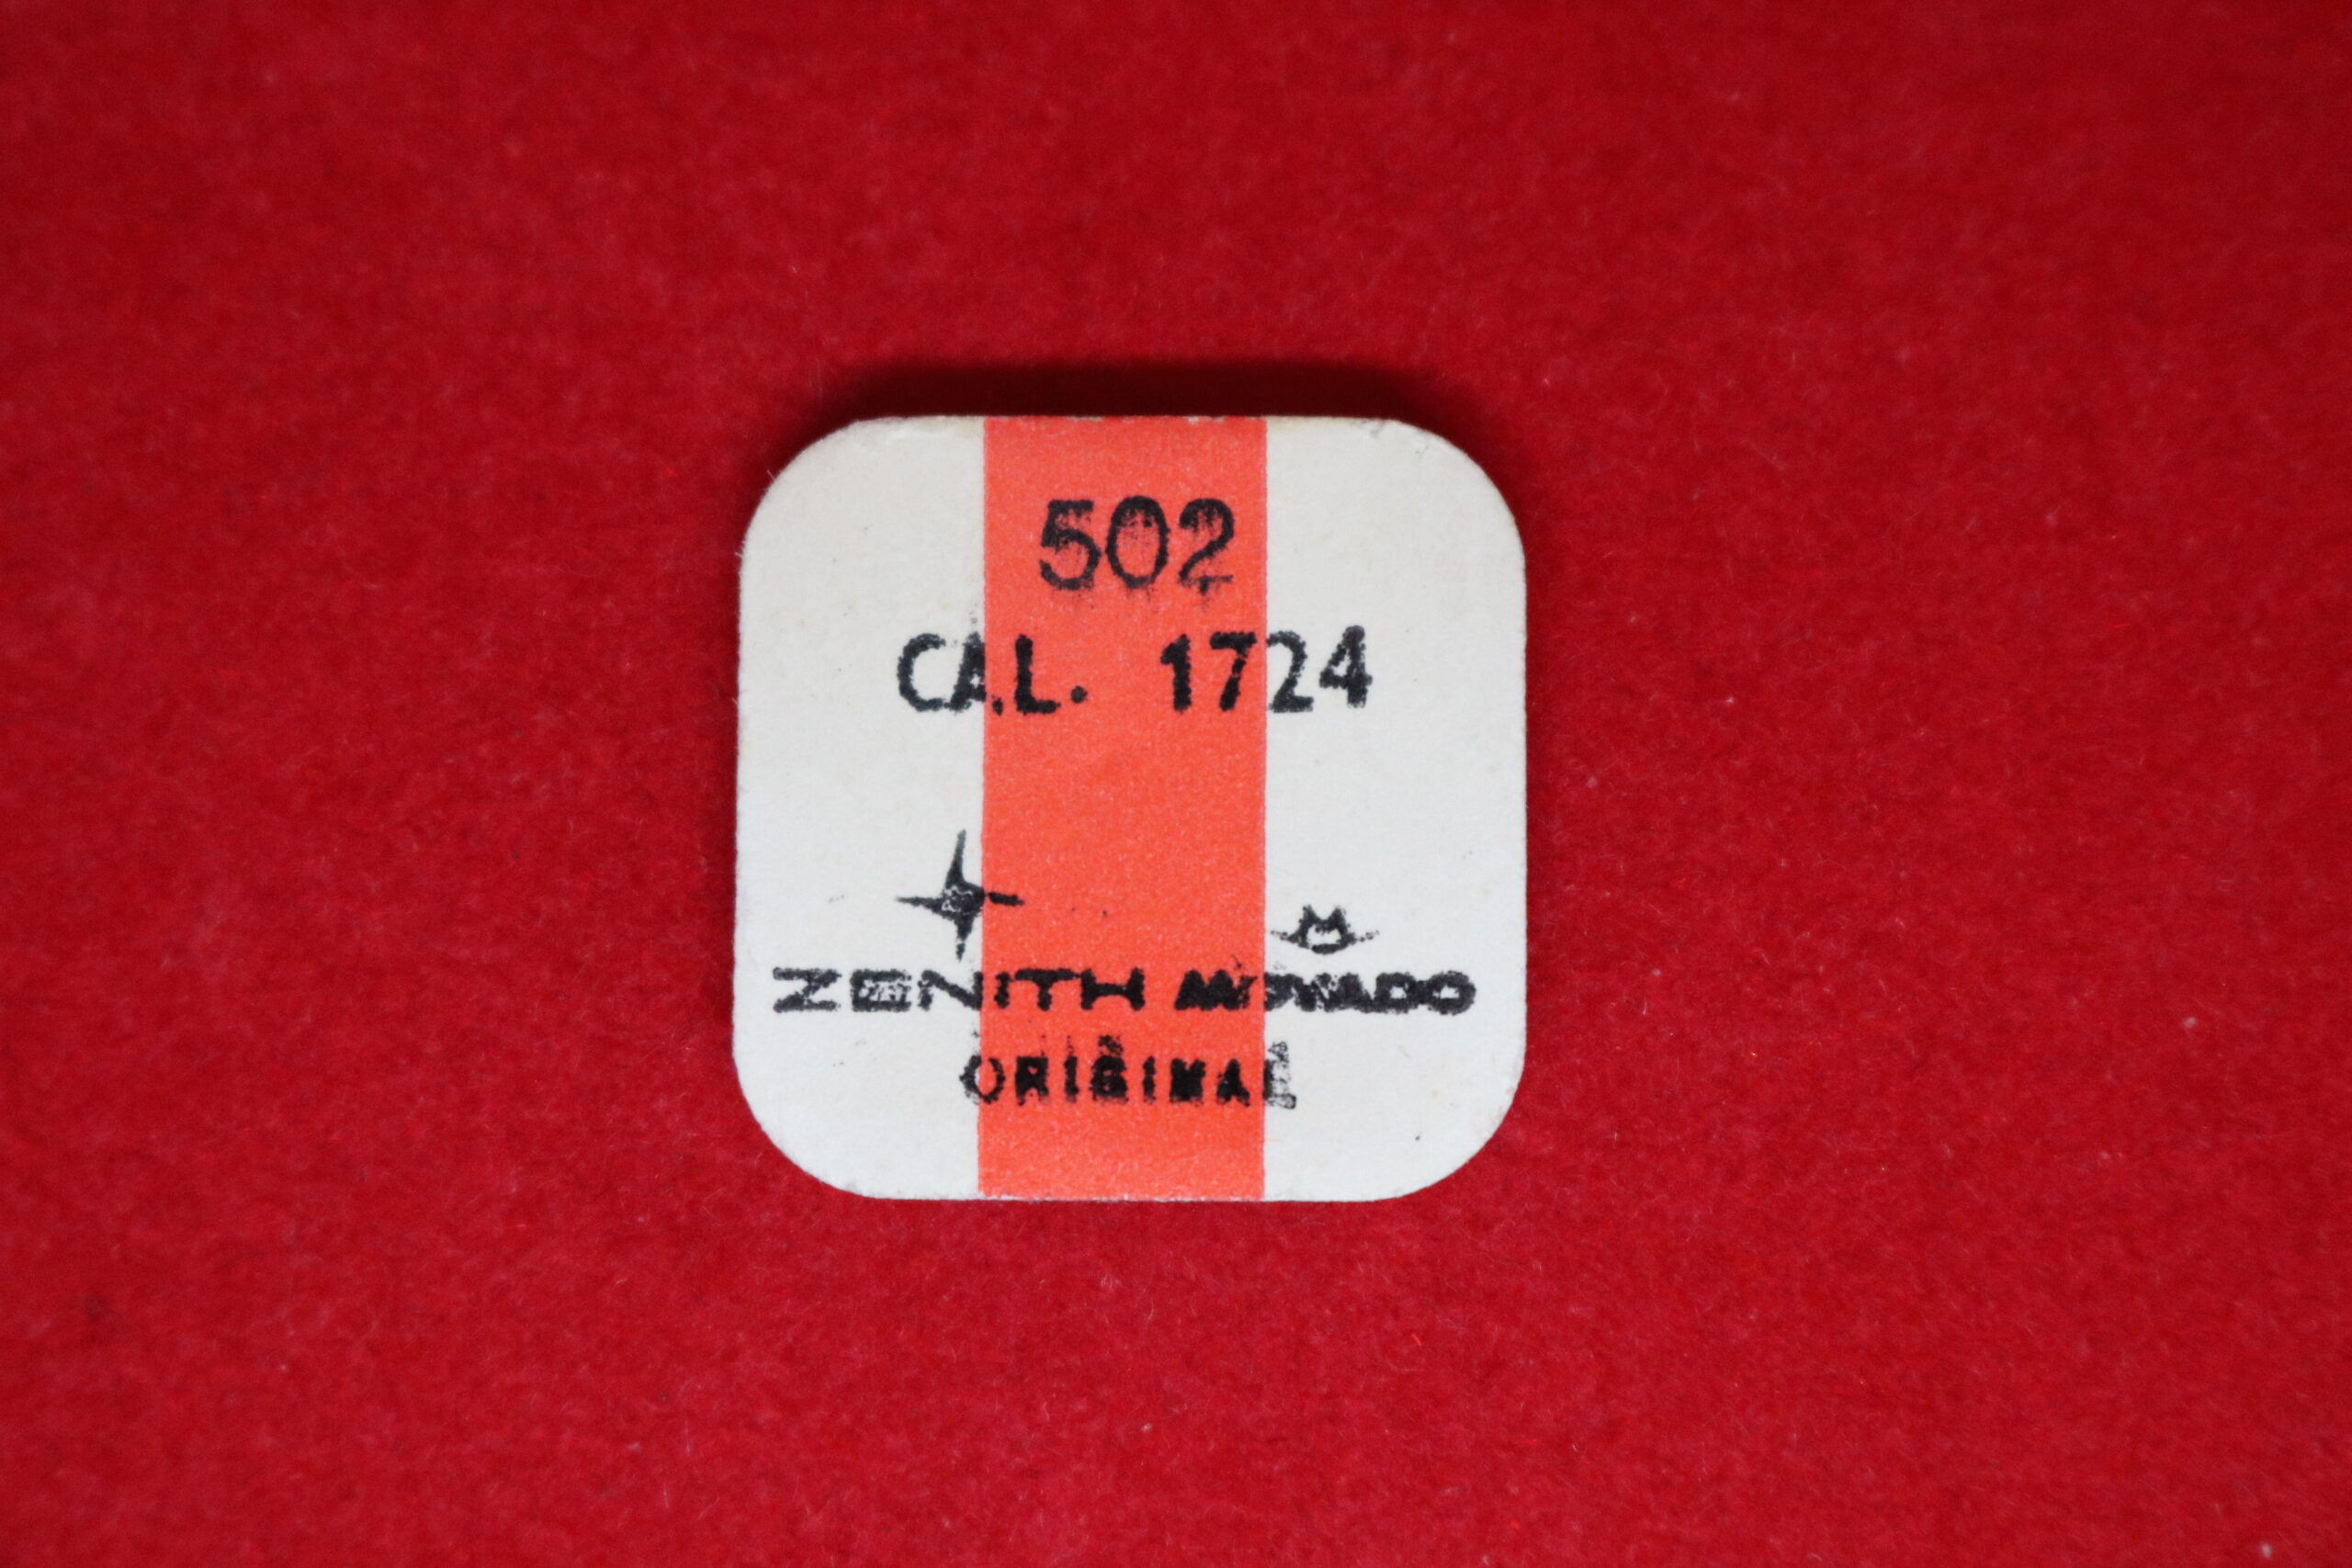 502
CAL. 1724
ZENITH MOVADO
ORIGINAL